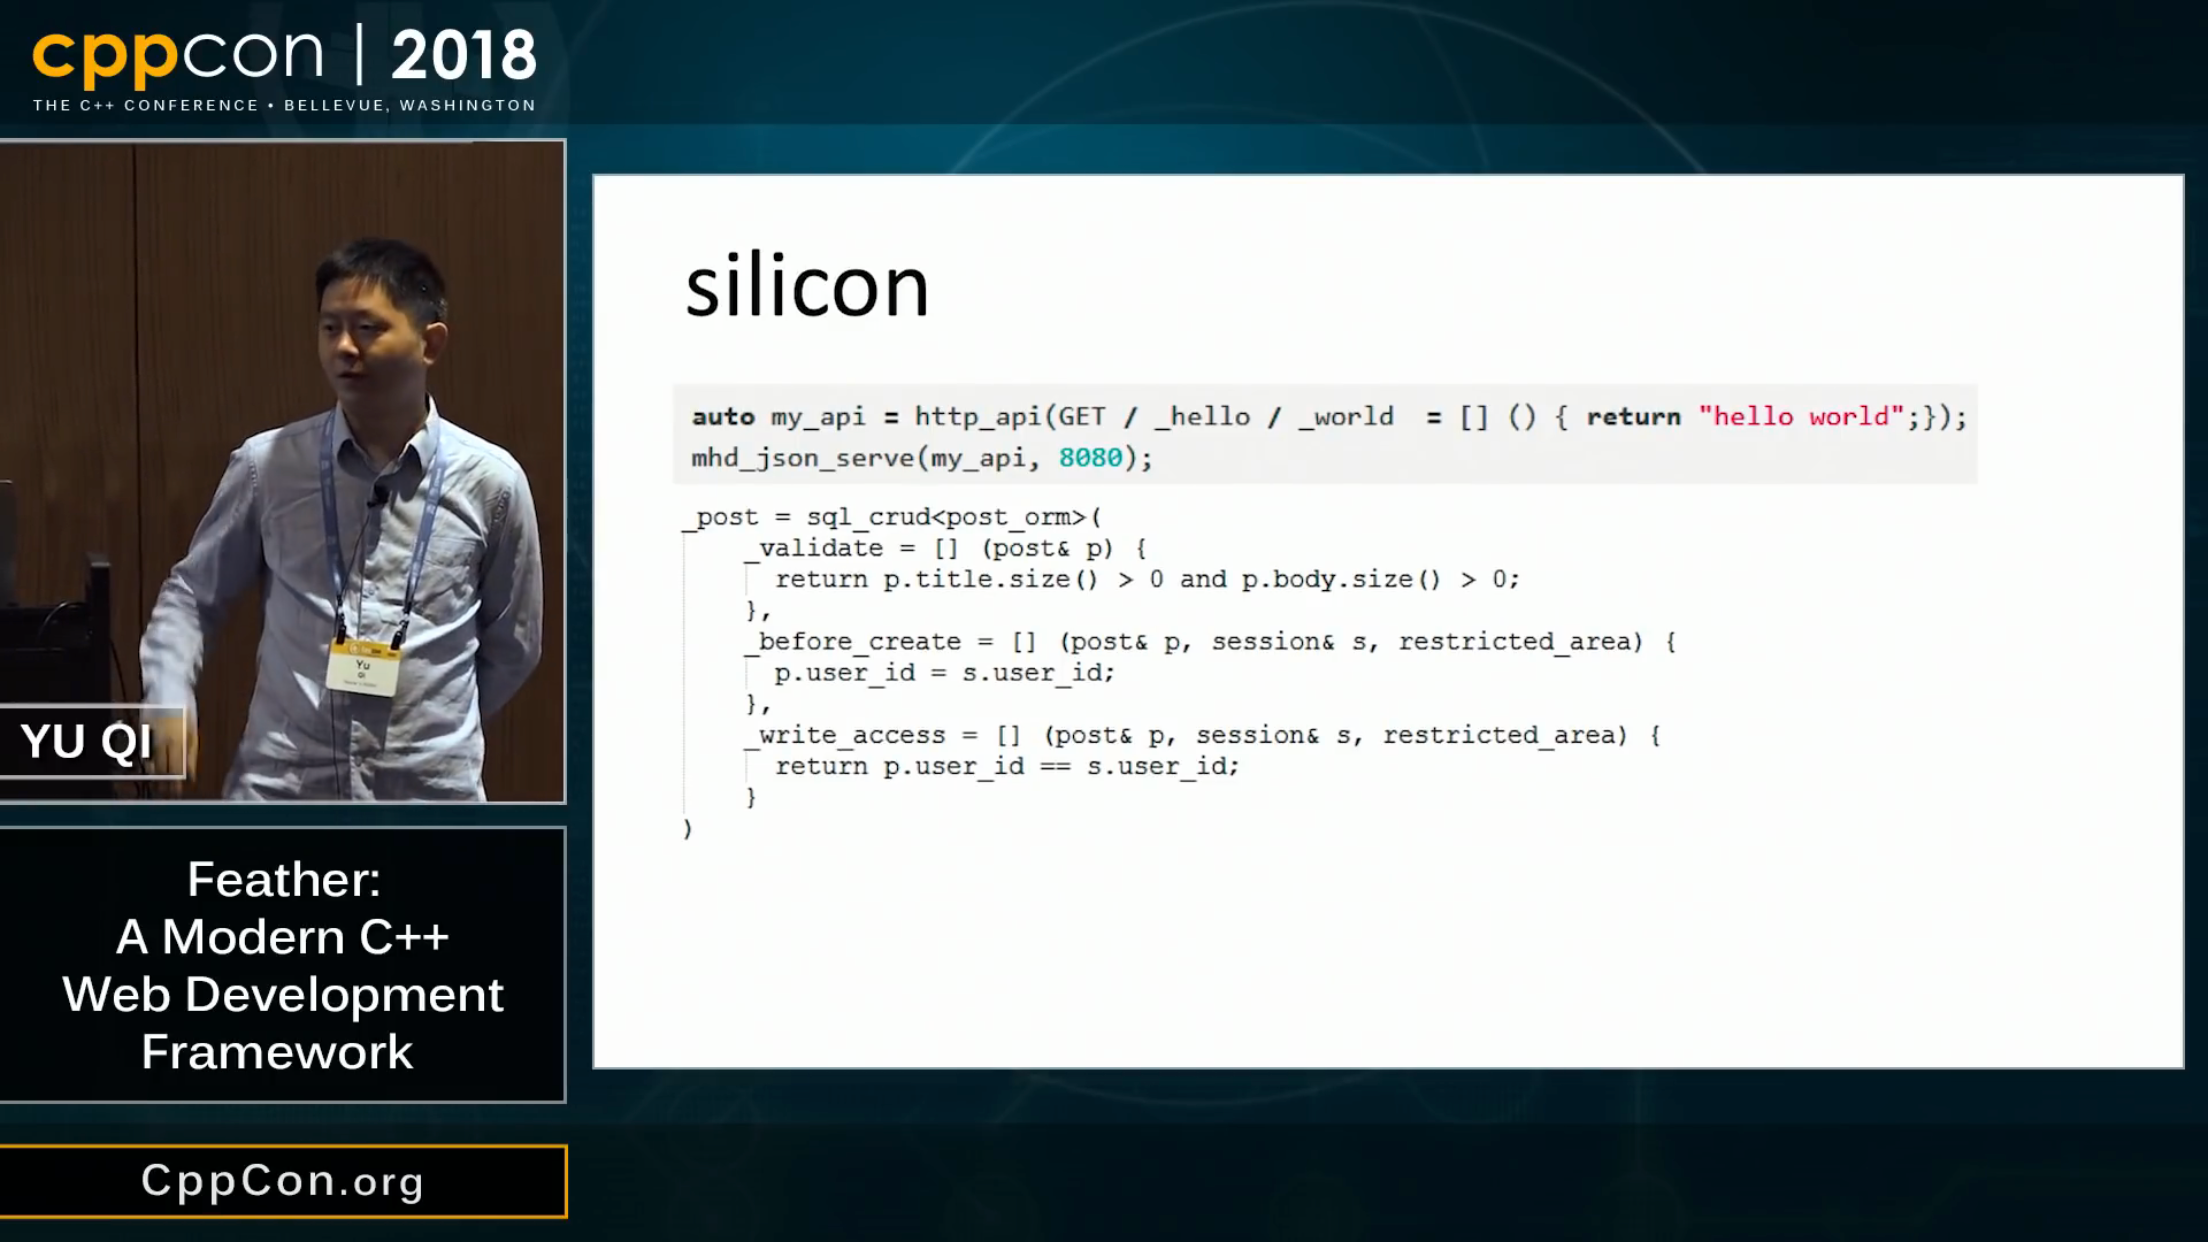 cppcon | 2018
THE C++ CONFERENCE • BELLEVUE, WASHINGTON
Yu
QI
YU QI
Feather:
A Modern C++
Web Development
Framework
CppCon.org
silicon
auto my_api = http_api(GET / _hello / _world  = [] () { return "hello world";});
mhd_json_serve(my_api, 8080);
_post = sql_crud<post_orm>(
    _validate = [] (post& p) {
      return p.title.size() > 0 and p.body.size() > 0;
    },
    _before_create = [] (post& p, session& s, restricted_area) {
      p.user_id = s.user_id;
    },
    _write_access = [] (post& p, session& s, restricted_area) {
      return p.user_id == s.user_id;
    }
)